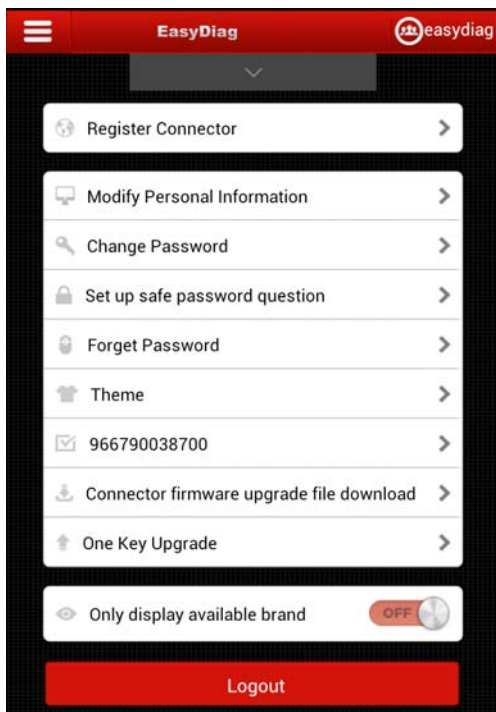 EasyDiag
easydiag
Register Connector
Modify Personal Information
Change Password
Set up safe password question
Forget Password
Theme
966790038700
Connector firmware upgrade file download
One Key Upgrade
Only display available brand
OFF
Logout